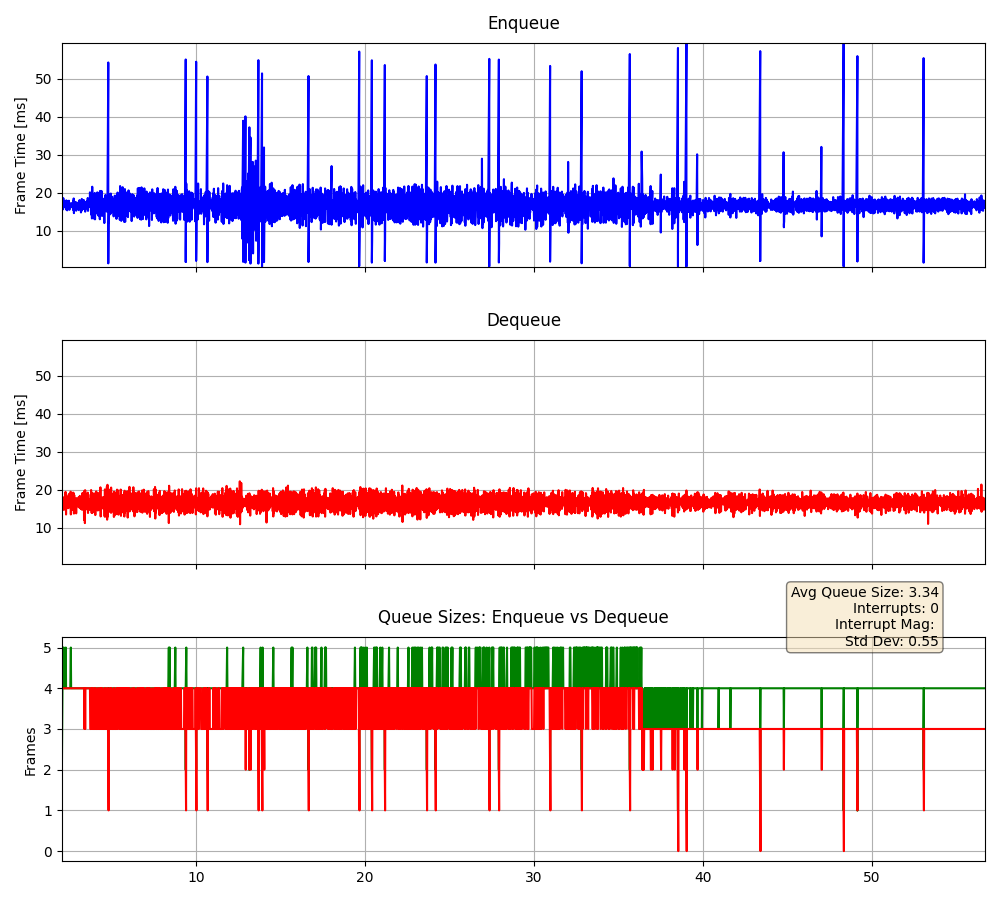 Enqueue
50
40
30
20
10
Frame Time [ms]
Dequeue
50
40
30
20
10
Frame Time [ms]
Avg Queue Size: 3.34
Interrupts: 0
Interrupt Mag:
Std Dev: 0.55
Queue Sizes: Enqueue vs Dequeue
5
4
3
2
1
0
Frames
10 20 30 40 50